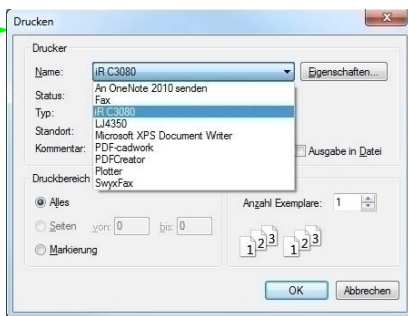 Drucken
Drucker
Name: iR C3080 Eigenschaften...
An OneNote 2010 senden
Status: Fax
Typ: iR C3080
LJ4350
Standort: Microsoft XPS Document Writer
Kommentar: PDF-cadwork Ausgabe in Datei
PDFCreator
Plotter
Druckbereich SwyxFax
Alles Anzahl Exemplare: 1
Seiten von: 0 bis: 0
Markierung 1 2 3 1 2 3
OK Abbrechen